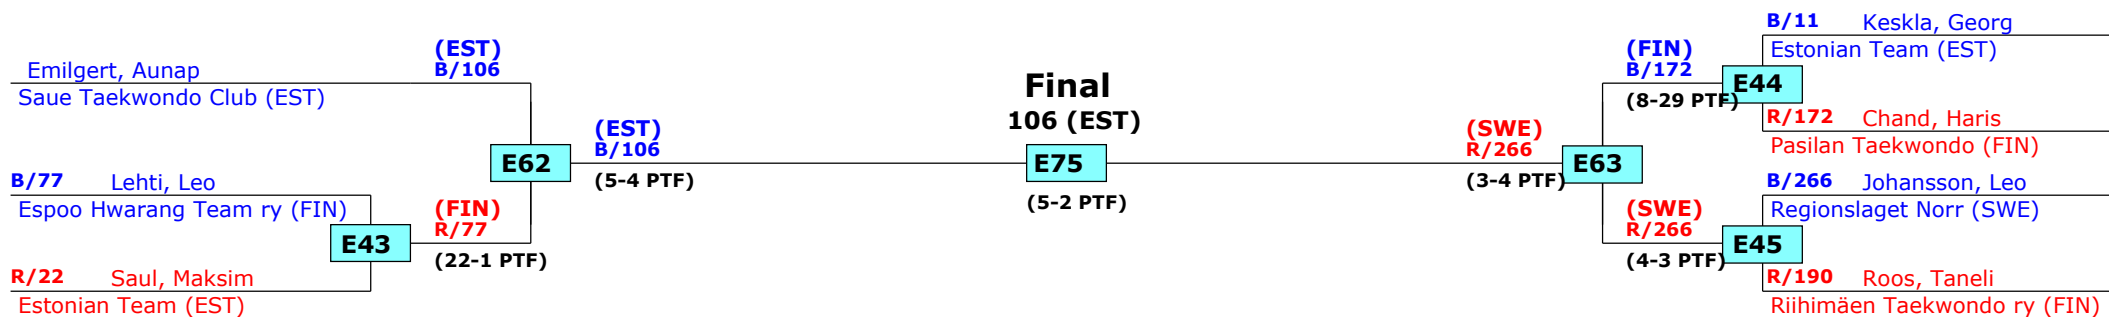 Emilgert, Aunap
Saue Taekwondo Club (EST)
(EST)
B/106
B/77 Lehti, Leo
Espoo Hwarang Team ry (FIN)
E43
R/22 Saul, Maksim
Estonian Team (EST)
(FIN)
R/77
(22-1 PTF)
E62
(EST)
B/106
(5-4 PTF)
Final
106 (EST)
E75
(5-2 PTF)
(SWE)
R/266
(3-4 PTF)
E63
(FIN)
B/172
(8-29 PTF)
E44
B/11 Keskla, Georg
Estonian Team (EST)
R/172 Chand, Haris
Pasilan Taekwondo (FIN)
(SWE)
R/266
(4-3 PTF)
E45
B/266 Johansson, Leo
Regionslaget Norr (SWE)
R/190 Roos, Taneli
Riihimäen Taekwondo ry (FIN)